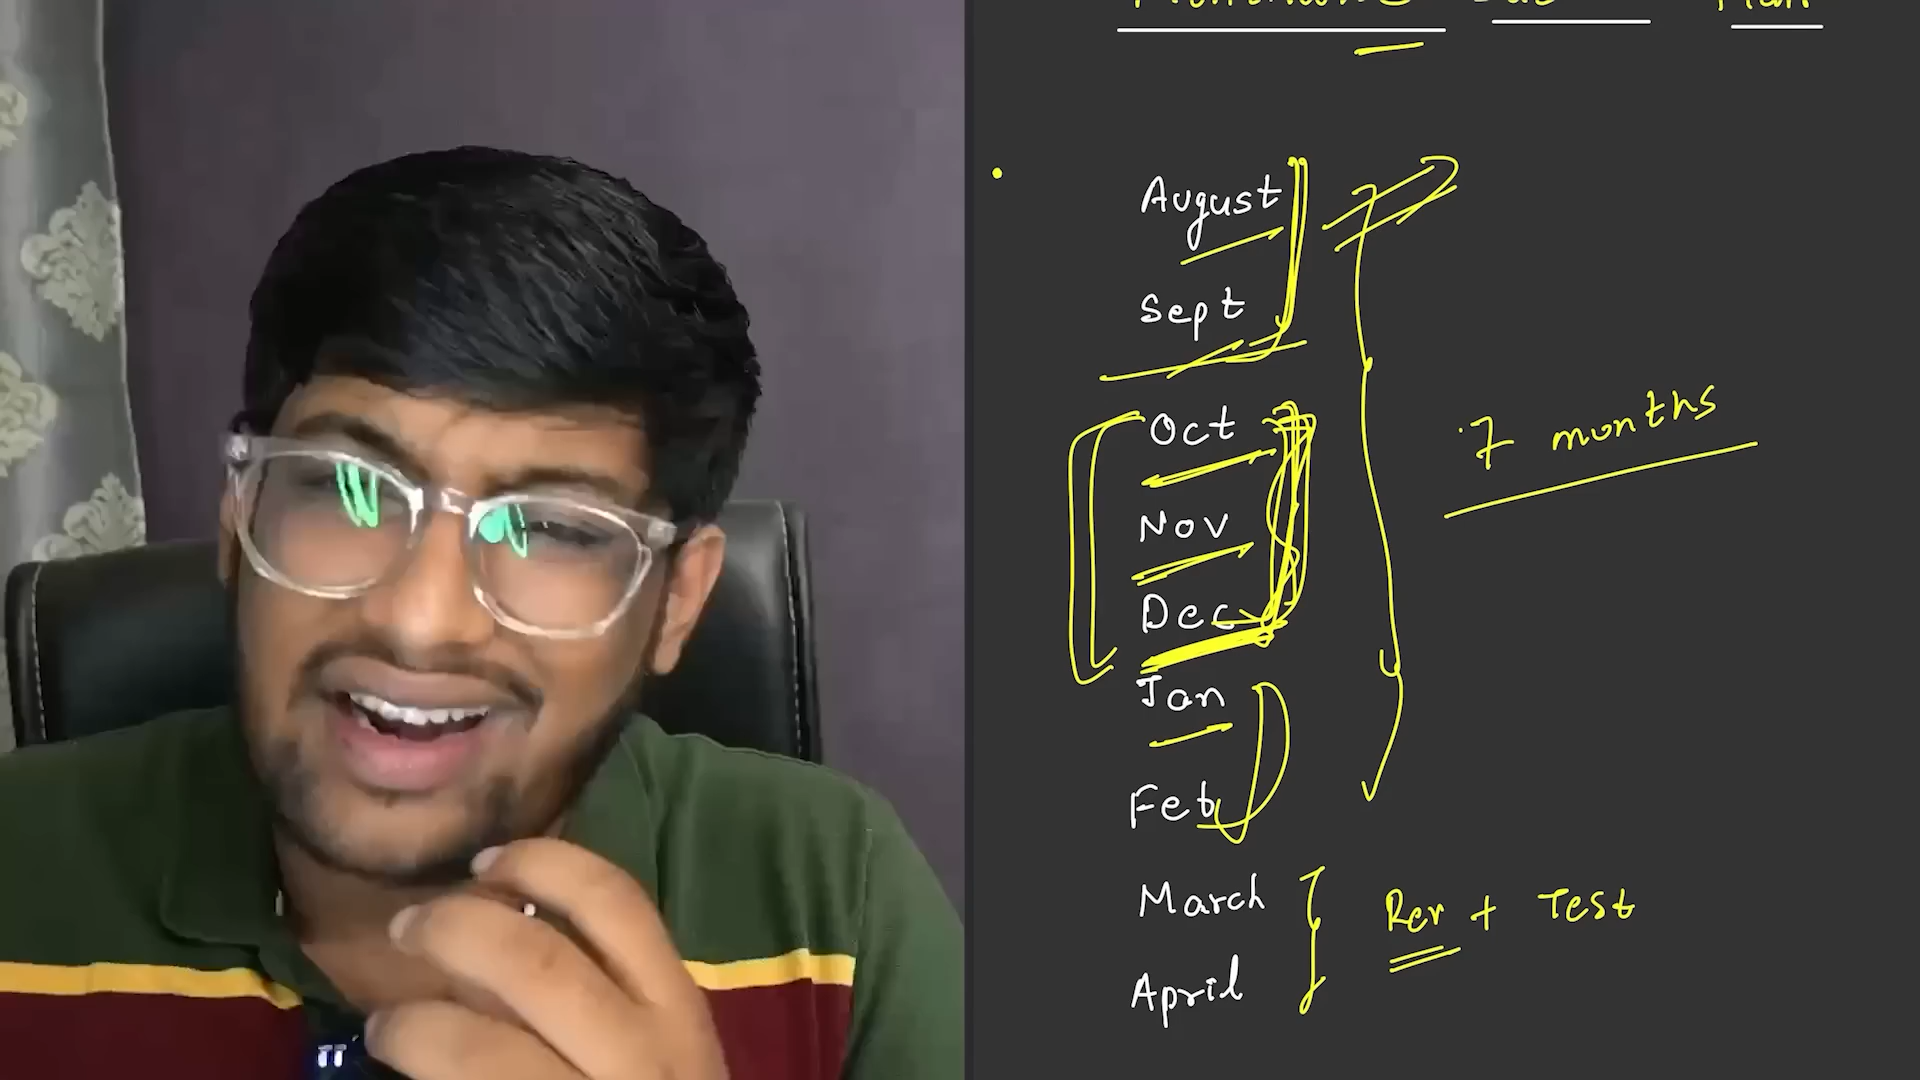 August
Sept
Oct
7 months
Nov
Dec
Jan
Feb
March
Rev + Test
April